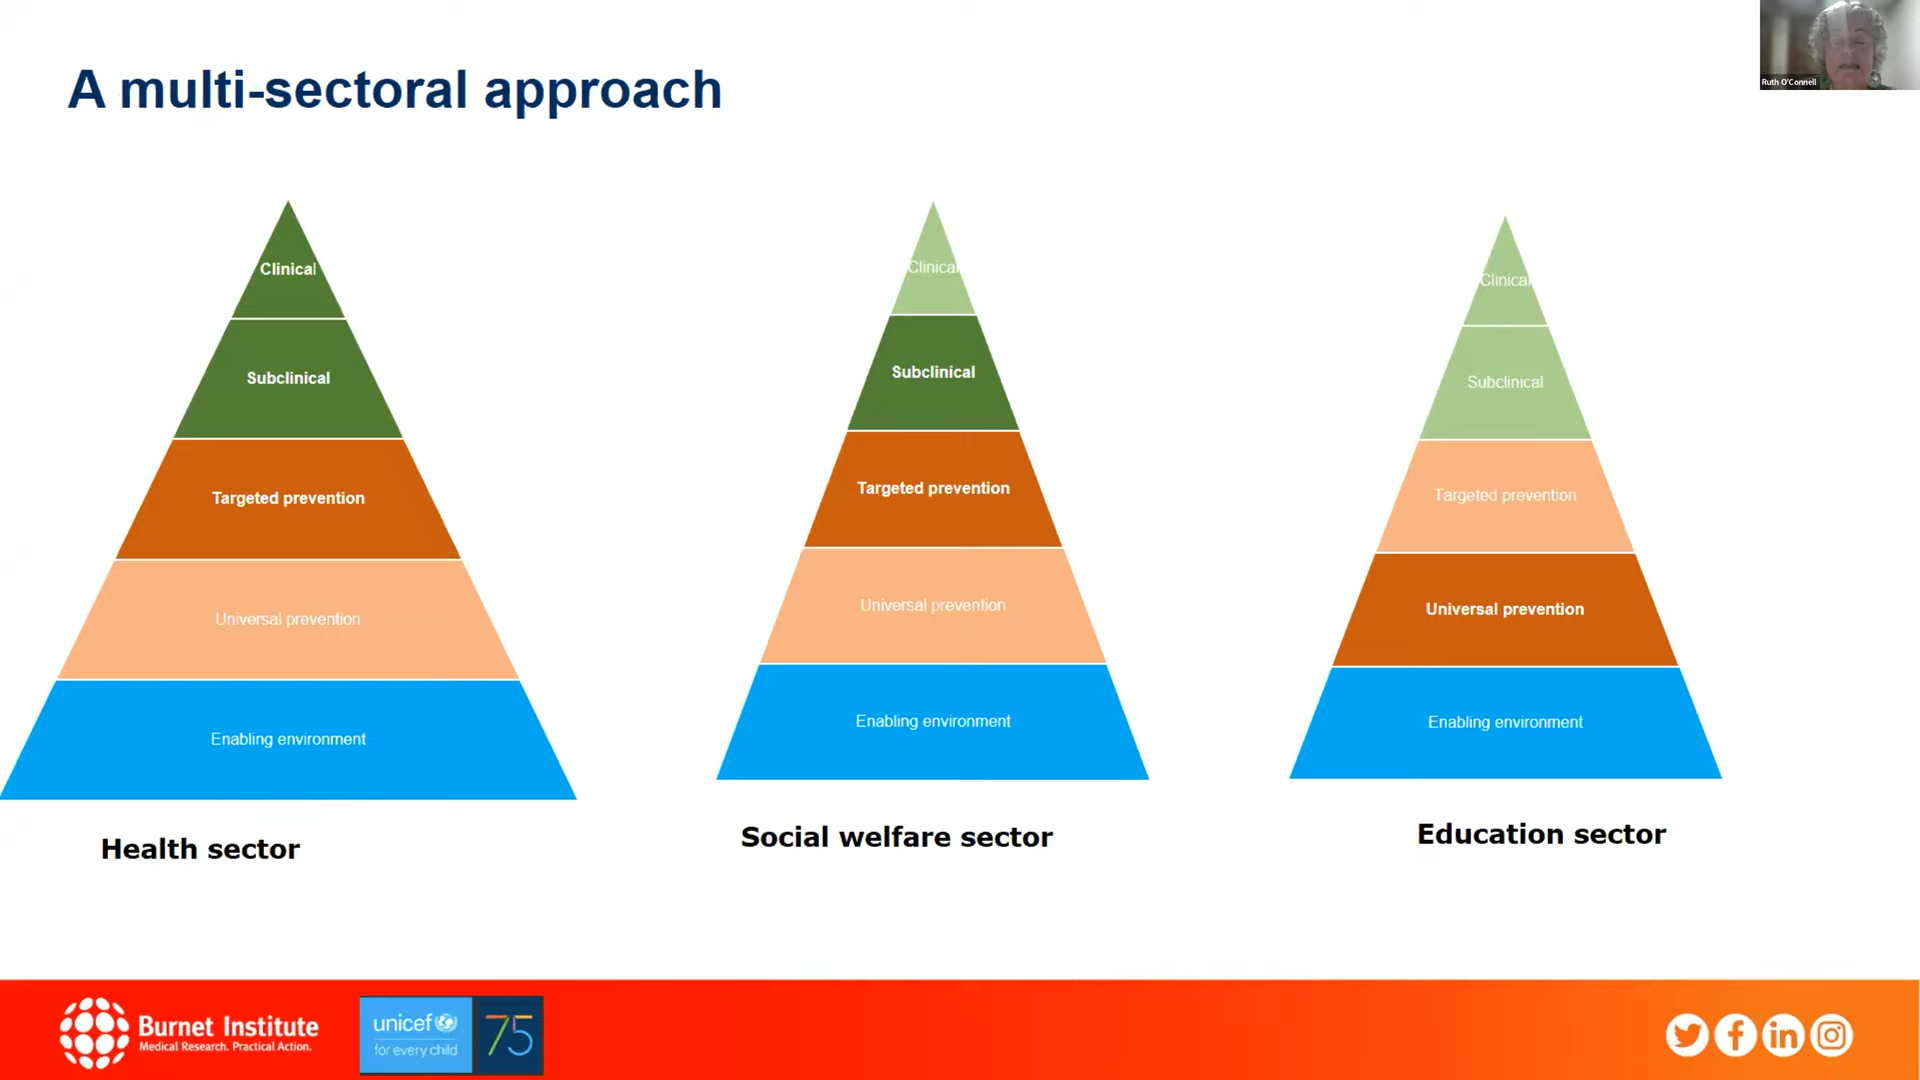 Ruth O'Connell
A multi-sectoral approach
Clinical
Subclinical
Targeted prevention
Universal prevention
Enabling environment
Health sector
Clinical
Subclinical
Targeted prevention
Universal prevention
Enabling environment
Social welfare sector
Clinical
Subclinical
Targeted prevention
Universal prevention
Enabling environment
Education sector
Burnet Institute
Medical Research. Practical Action.
unicef
for every child
75